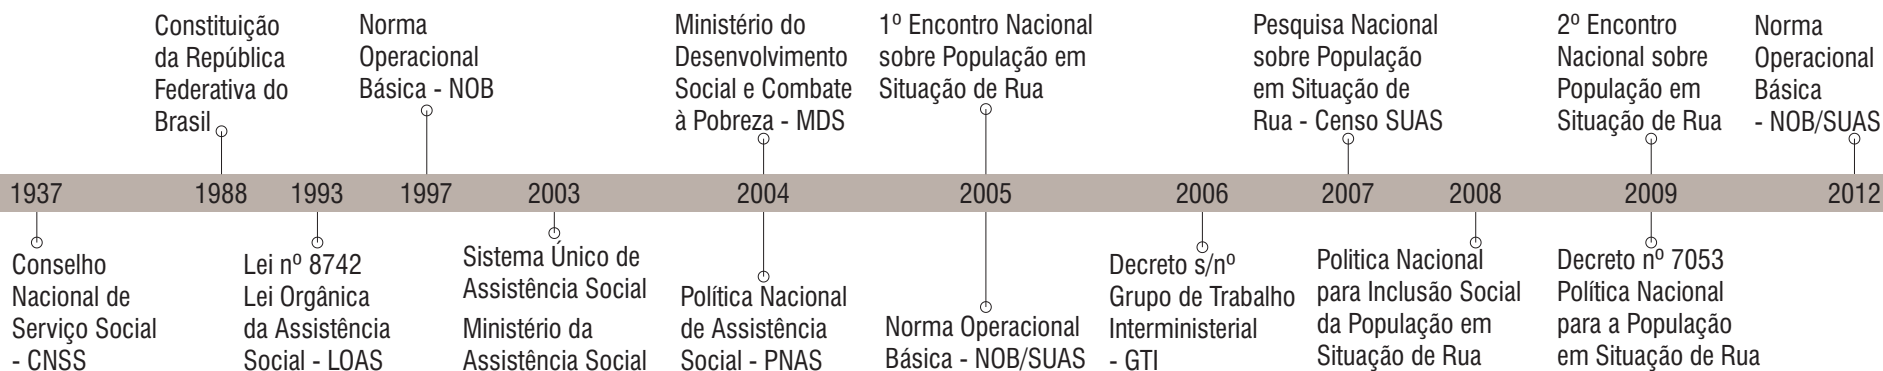 Constituição
da República
Federativa do
Brasil
Norma
Operacional
Básica - NOB
Ministério do
Desenvolvimento
Social e Combate
à Pobreza - MDS
1º Encontro Nacional
sobre População em
Situação de Rua
Pesquisa Nacional
sobre População
em Situação de
Rua - Censo SUAS
2º Encontro
Nacional sobre
População em
Situação de Rua
Norma
Operacional
Básica
- NOB/SUAS
1937 1988 1993 1997 2003 2004 2005 2006 2007 2008 2009 2012
Conselho
Nacional de
Serviço Social
- CNSS
Lei nº 8742
Lei Orgânica
da Assistência
Social - LOAS
Sistema Único de
Assistência Social
Ministério da
Assistência Social
Política Nacional
de Assistência
Social - PNAS
Norma Operacional
Básica - NOB/SUAS
Decreto s/nº
Grupo de Trabalho
Interministerial
- GTI
Politica Nacional
para Inclusão Social
da População em
Situação de Rua
Decreto nº 7053
Política Nacional
para a População
em Situação de Rua